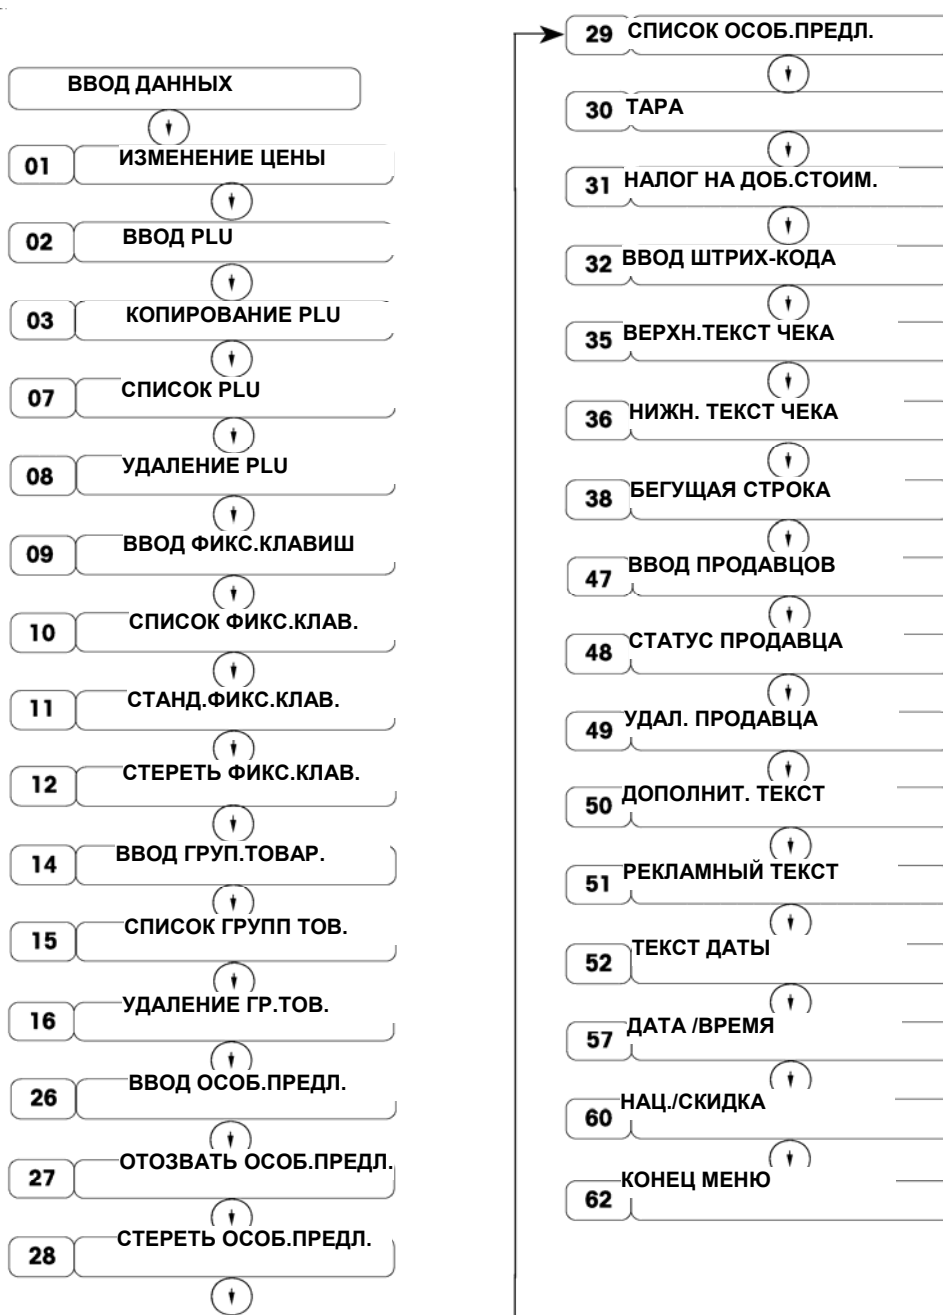 ВВОД ДАННЫХ
01 ИЗМЕНЕНИЕ ЦЕНЫ
02 ВВОД PLU
03 КОПИРОВАНИЕ PLU
07 СПИСОК PLU
08 УДАЛЕНИЕ PLU
09 ВВОД ФИКС.КЛАВИШ
10 СПИСОК ФИКС.КЛАВ.
11 СТАНД.ФИКС.КЛАВ.
12 СТЕРЕТЬ ФИКС.КЛАВ.
14 ВВОД ГРУП.ТОВАР.
15 СПИСОК ГРУПП ТОВ.
16 УДАЛЕНИЕ ГР.ТОВ.
26 ВВОД ОСОБ.ПРЕДЛ.
27 ОТОЗВАТЬ ОСОБ.ПРЕДЛ.
28 СТЕРЕТЬ ОСОБ.ПРЕДЛ.
29 СПИСОК ОСОБ.ПРЕДЛ.
30 ТАРА
31 НАЛОГ НА ДОБ.СТОИМ.
32 ВВОД ШТРИХ-КОДА
35 ВЕРХН.ТЕКСТ ЧЕКА
36 НИЖН. ТЕКСТ ЧЕКА
38 БЕГУЩАЯ СТРОКА
47 ВВОД ПРОДАВЦОВ
48 СТАТУС ПРОДАВЦА
49 УДАЛ. ПРОДАВЦА
50 ДОПОЛНИТ. ТЕКСТ
51 РЕКЛАМНЫЙ ТЕКСТ
52 ТЕКСТ ДАТЫ
57 ДАТА /ВРЕМЯ
60 НАЦ./СКИДКА
62 КОНЕЦ МЕНЮ